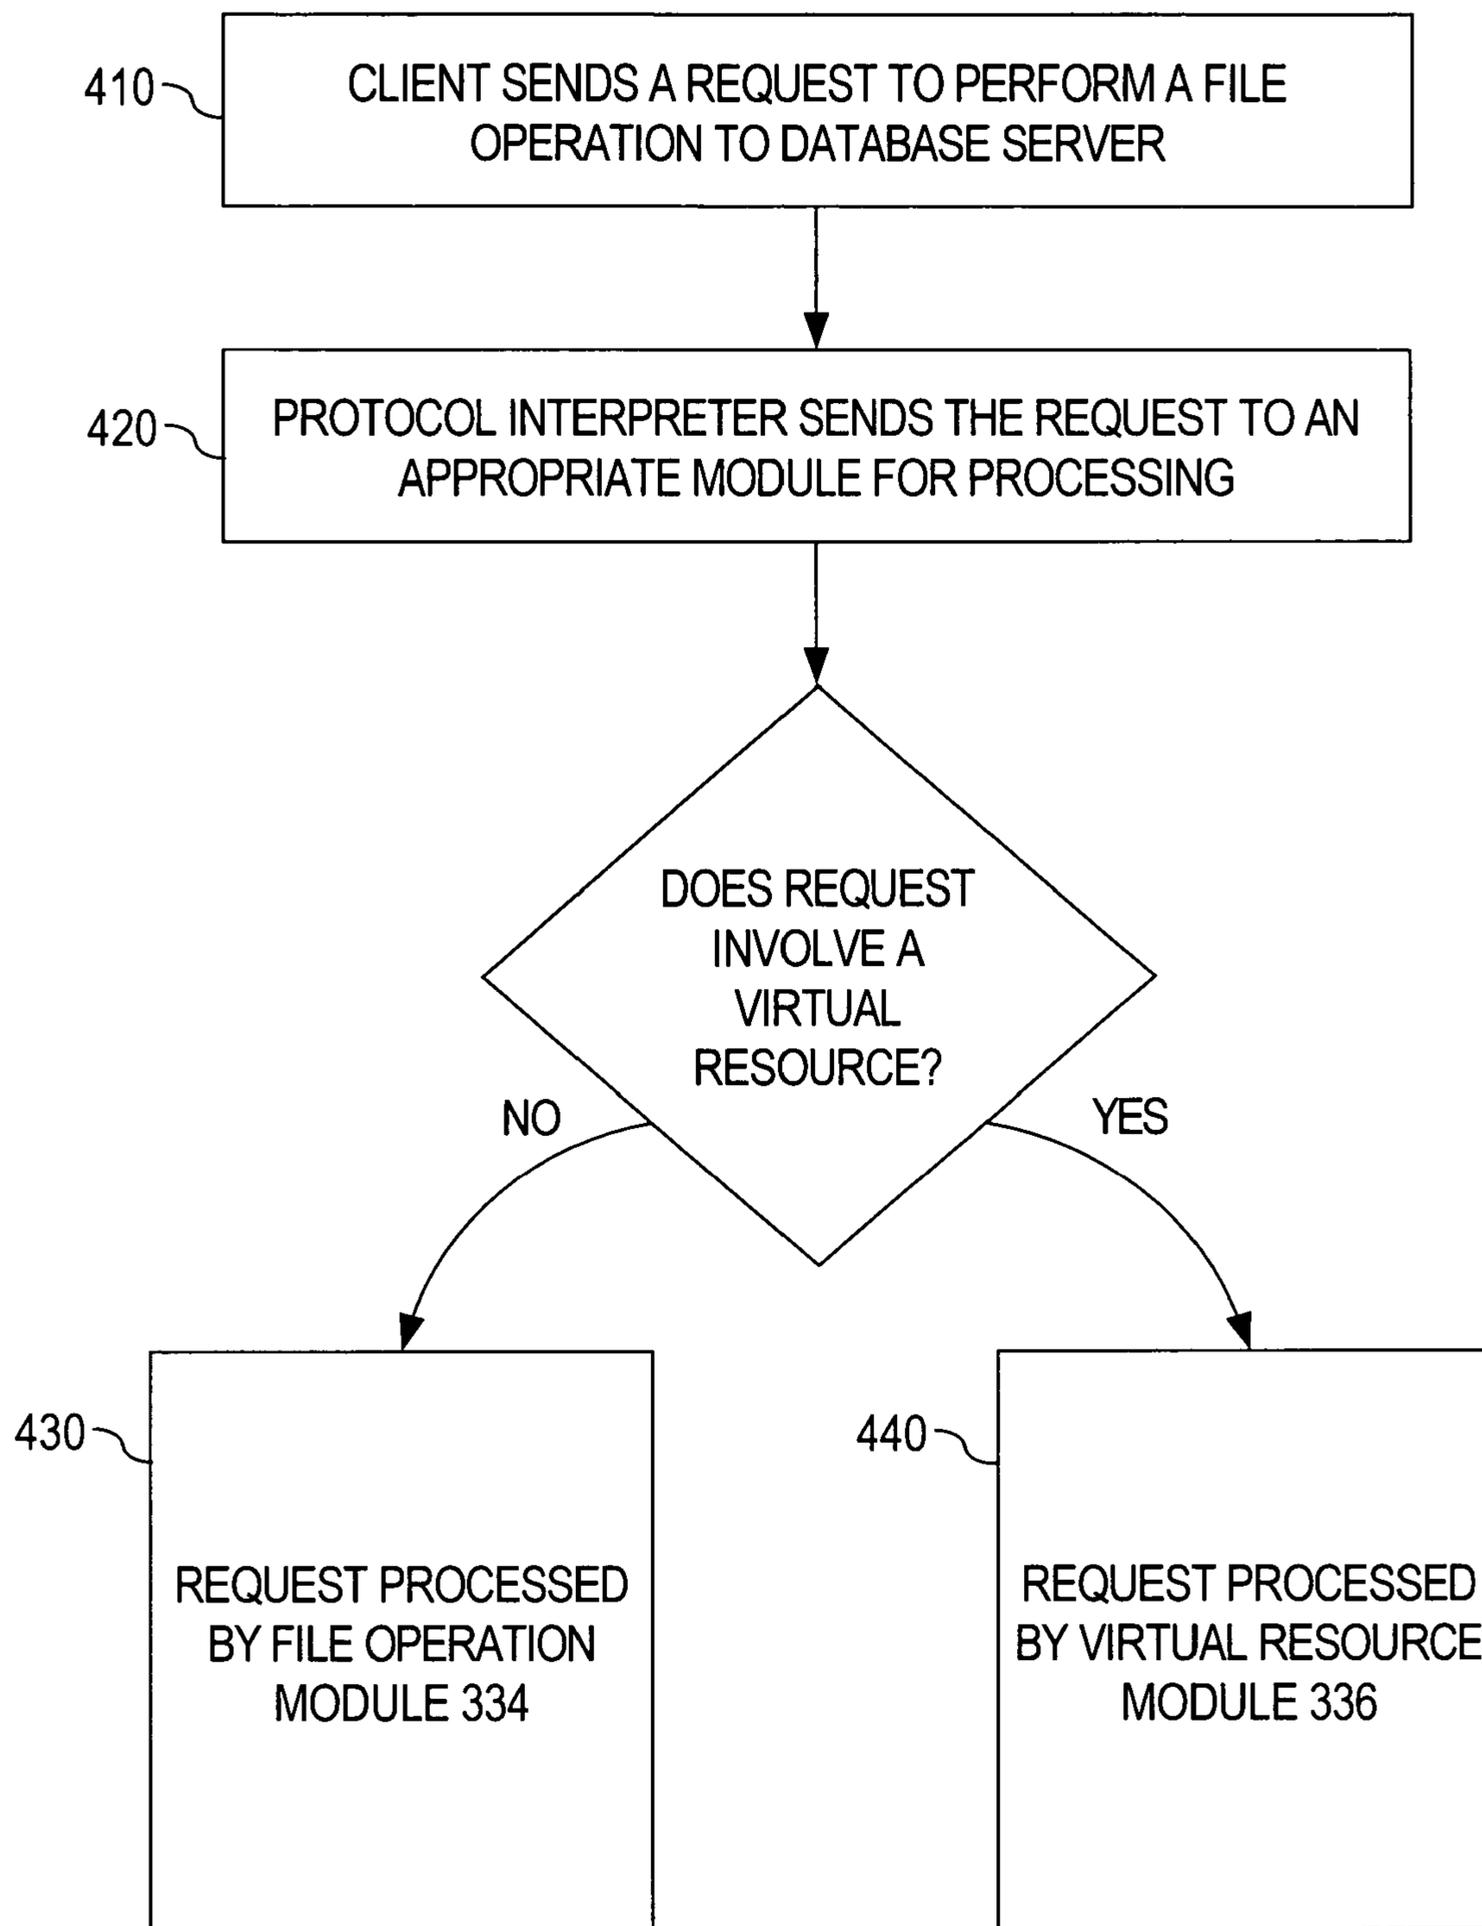 410
CLIENT SENDS A REQUEST TO PERFORM A FILE
OPERATION TO DATABASE SERVER
420
PROTOCOL INTERPRETER SENDS THE REQUEST TO AN
APPROPRIATE MODULE FOR PROCESSING
DOES REQUEST
INVOLVE A
VIRTUAL
RESOURCE?
NO
YES
430
REQUEST PROCESSED
BY FILE OPERATION
MODULE 334
440
REQUEST PROCESSED
BY VIRTUAL RESOURCE
MODULE 336